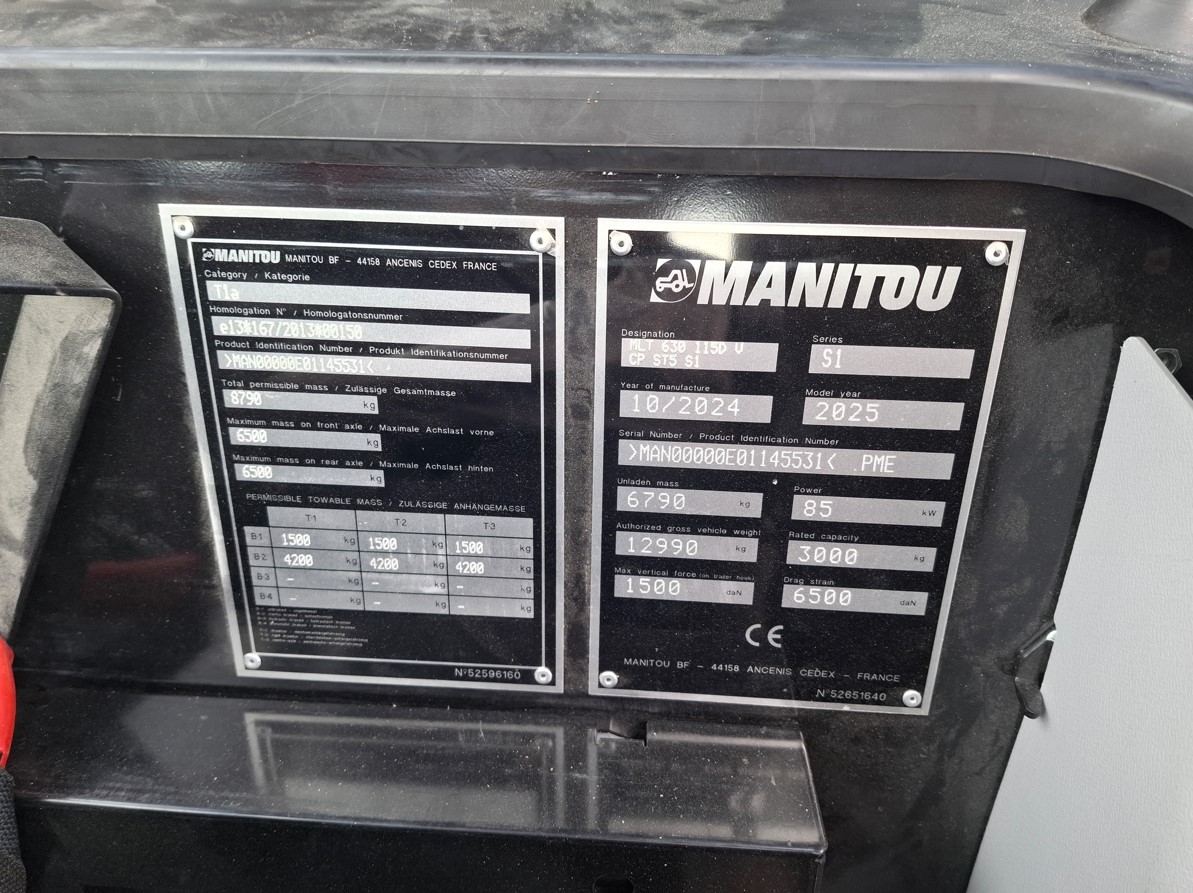 MANITOU MANITOU BF - 44158 ANCENIS CEDEX FRANCE
Category / Kategorie
T1a
Homologation N° / Homologatonsnummer
e13*167/2013*00150
Product Identification Number / Produkt Identifikationsnummer
>MAN00000E01145531<
Total permissible mass / Zulässige Gesamtmasse
8790 kg
Maximum mass on front axle / Maximale Achslast vorne
6500 kg
Maximum mass on rear axle / Maximale Achslast hinten
6500 kg
PERMISSIBLE TOWABLE MASS / ZULÄSSIGE ANHÄNGEMASSE
T1 T2 T3
B1 1500 kg 1500 kg 1500 kg
B2 4200 kg 4200 kg 4200 kg
B3 - kg - kg - kg
B4 - kg - kg - kg
N°52596160
MANITOU
Designation
MLT 630 115D V
CP ST5 S1
Series
S1
Year of manufacture
10/2024
Model year
2025
Serial Number / Product Identification Number
>MAN00000E01145531< PME
Unladen mass
6790 kg
Power
85 kW
Authorized gross vehicle weight
12990 kg
Rated capacity
3000 kg
Max vertical force (on trailer hook)
1500 daN
Drag strain
6500 daN
CE
MANITOU BF - 44158 ANCENIS CEDEX - FRANCE
N°52651640